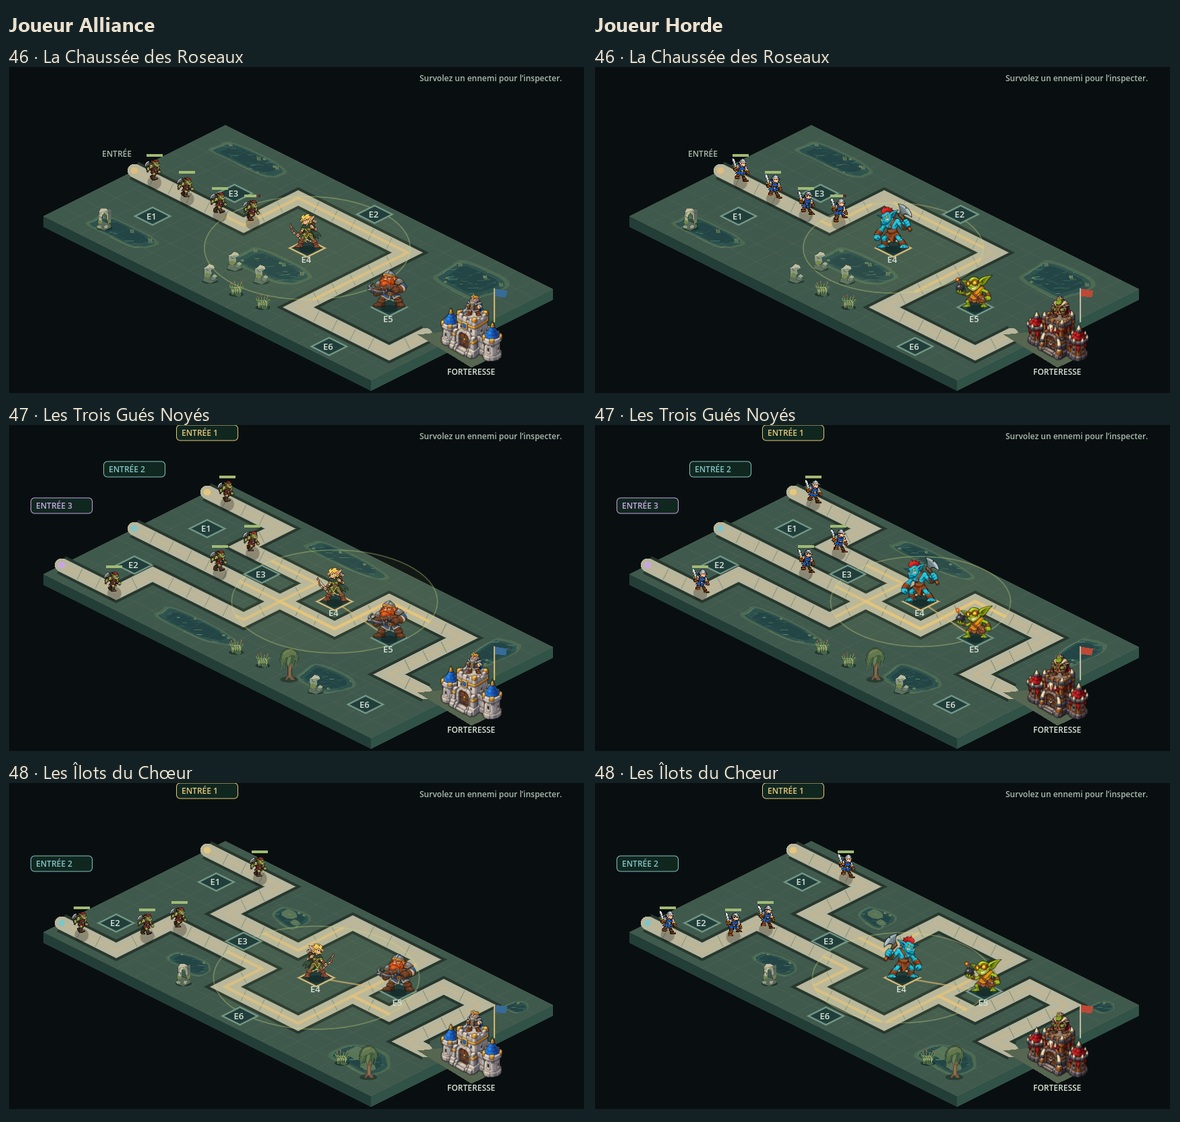 Joueur Alliance
Joueur Horde
46 · La Chaussée des Roseaux
Survolez un ennemi pour l'inspecter.
ENTRÉE
E1
E3
E2
E4
E5
E6
FORTERESSE
46 · La Chaussée des Roseaux
Survolez un ennemi pour l'inspecter.
ENTRÉE
E1
E3
E2
E4
E5
E6
FORTERESSE
47 · Les Trois Gués Noyés
ENTRÉE 1
Survolez un ennemi pour l'inspecter.
ENTRÉE 2
ENTRÉE 3
E1
E2
E3
E4
E5
E6
FORTERESSE
47 · Les Trois Gués Noyés
ENTRÉE 1
Survolez un ennemi pour l'inspecter.
ENTRÉE 2
ENTRÉE 3
E1
E2
E3
E4
E5
E6
FORTERESSE
48 · Les Îlots du Chœur
ENTRÉE 1
Survolez un ennemi pour l'inspecter.
ENTRÉE 2
E1
E2
E3
E4
E5
E6
FORTERESSE
48 · Les Îlots du Chœur
ENTRÉE 1
Survolez un ennemi pour l'inspecter.
ENTRÉE 2
E1
E2
E3
E4
E5
E6
FORTERESSE